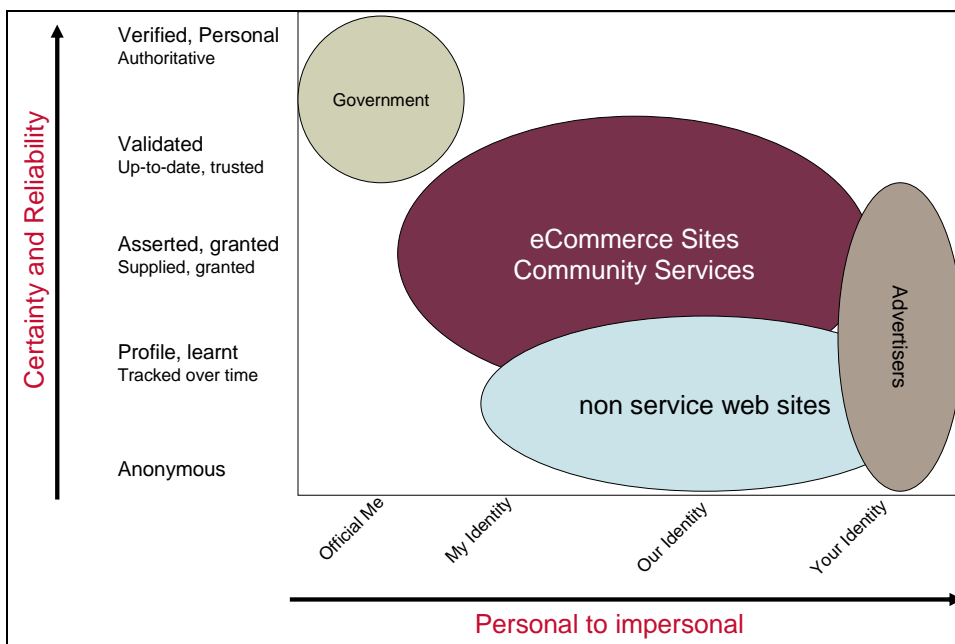 Verified, Personal
Authoritative
Government
Validated
Up-to-date, trusted
Certainty and Reliability
Asserted, granted
Supplied, granted
eCommerce Sites
Community Services
Advertisers
Profile, learnt
Tracked over time
non service web sites
Anonymous
Official Me
My Identity
Our Identity
Your Identity
Personal to impersonal